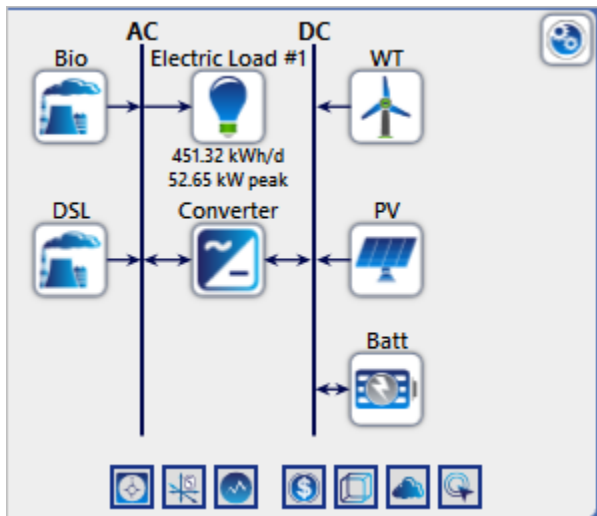 AC DC
Bio Electric Load #1 WT
451.32 kWh/d
52.65 kW peak
DSL Converter PV
Batt